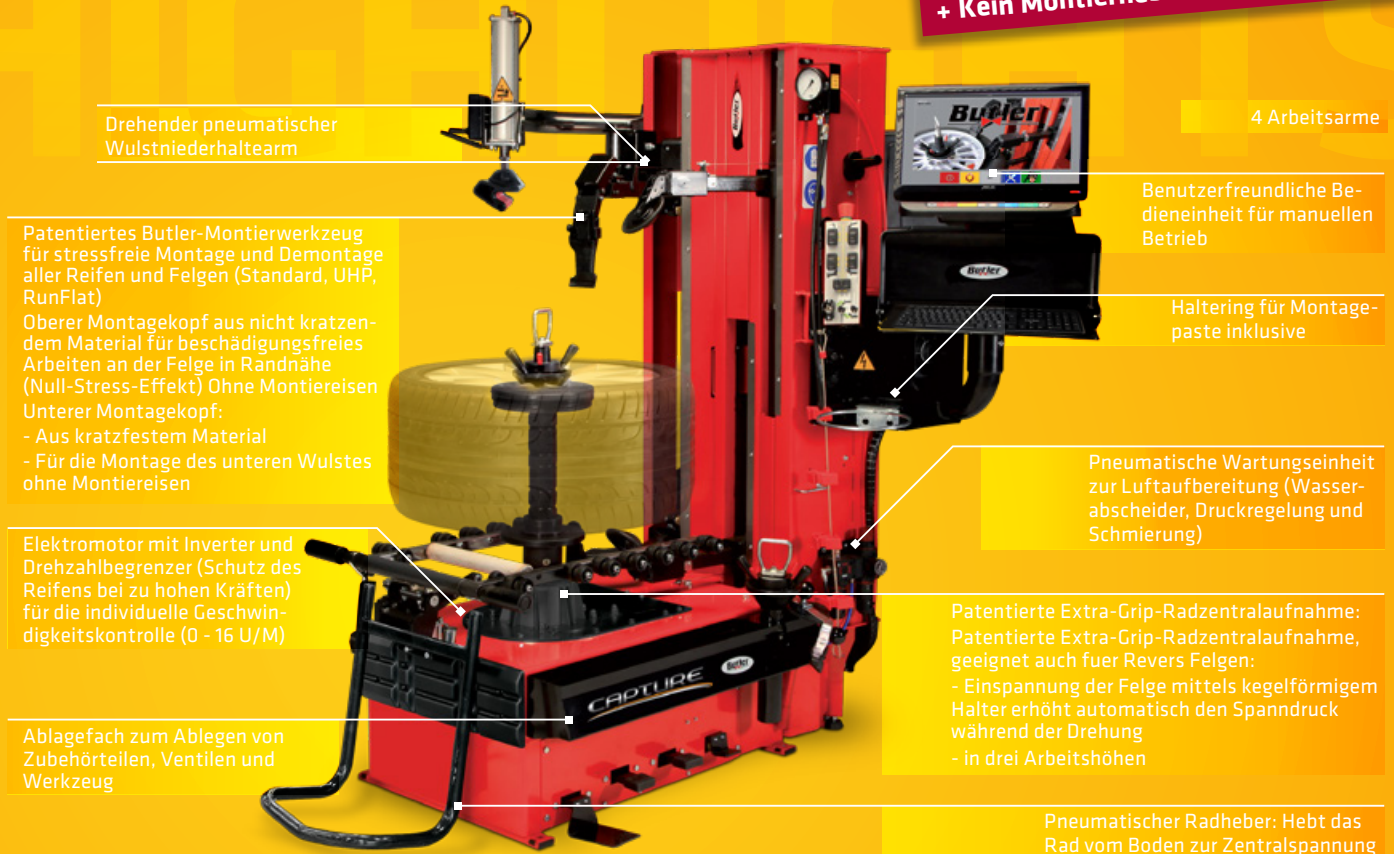 HIGHLIGHTS
+ Kein
Drehender pneumatischer
Wulstniederhaltearm
Patentiertes Butler-Montierwerkzeug
für stressfreie Montage und Demontage
aller Reifen und Felgen (Standard, UHP,
RunFlat)
Oberer Montagekopf aus nicht kratzen-
dem Material für beschädigungsfreies
Arbeiten an der Felge in Randnähe
(Null-Stress-Effekt) Ohne Montiereisen
Unterer Montagekopf:
- Aus kratzfestem Material
- Für die Montage des unteren Wulstes
ohne Montiereisen
Elektromotor mit Inverter und
Drehzahlbegrenzer (Schutz des
Reifens bei zu hohen Kräften)
für die individuelle Geschwin-
digkeitskontrolle (0 - 16 U/M)
Ablagefach zum Ablegen von
Zubehörteilen, Ventilen und
Werkzeug
Butler
Butler
Butler
CAPTURE
Butler
4 Arbeitsarme
Benutzerfreundliche Be-
dieneinheit für manuellen
Betrieb
Haltering für Montage-
paste inklusive
Pneumatische Wartungseinheit
zur Luftaufbereitung (Wasser-
abscheider, Druckregelung und
Schmierung)
Patentierte Extra-Grip-Radzentralaufnahme:
Patentierte Extra-Grip-Radzentralaufnahme,
geeignet auch fuer Revers Felgen:
- Einspannung der Felge mittels kegelförmigem
Halter erhöht automatisch den Spanndruck
während der Drehung
- in drei Arbeitshöhen
Pneumatischer Radheber: Hebt das
Rad vom Boden zur Zentralspannung